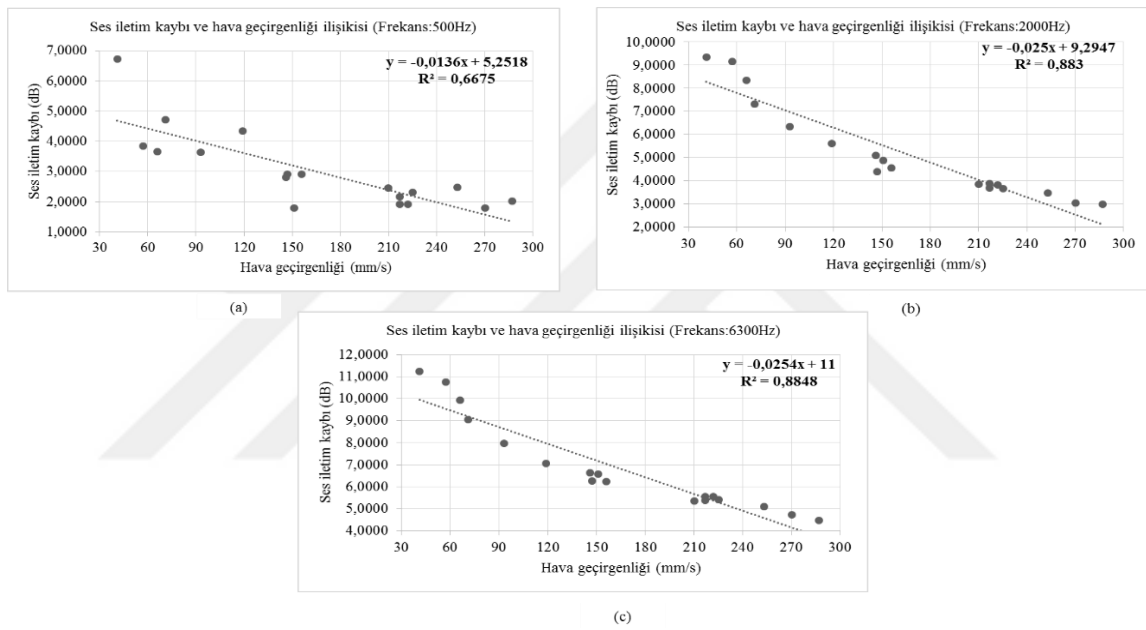 Ses iletim kaybı ve hava geçirgenliği ilişikisi (Frekans:500Hz)
y = -0,0136x + 5,2518
R² = 0,6675
Ses iletim kaybı (dB)
7,0000
6,0000
5,0000
4,0000
3,0000
2,0000
1,0000
30 60 90 120 150 180 210 240 270 300
Hava geçirgenliği (mm/s)
(a)
Ses iletim kaybı ve hava geçirgenliği ilişkisi (Frekans:2000Hz)
y = -0,025x + 9,2947
R² = 0,883
Ses iletim kaybı (dB)
10,0000
9,0000
8,0000
7,0000
6,0000
5,0000
4,0000
3,0000
2,0000
30 60 90 120 150 180 210 240 270 300
Hava geçirgenliği (mm/s)
(b)
Ses iletim kaybı ve hava geçirgenliği ilişkisi (Frekans:6300Hz)
y = -0,0254x + 11
R² = 0,8848
Ses iletim kaybı (dB)
12,0000
11,0000
10,0000
9,0000
8,0000
7,0000
6,0000
5,0000
4,0000
30 60 90 120 150 180 210 240 270 300
Hava geçirgenliği (mm/s)
(c)